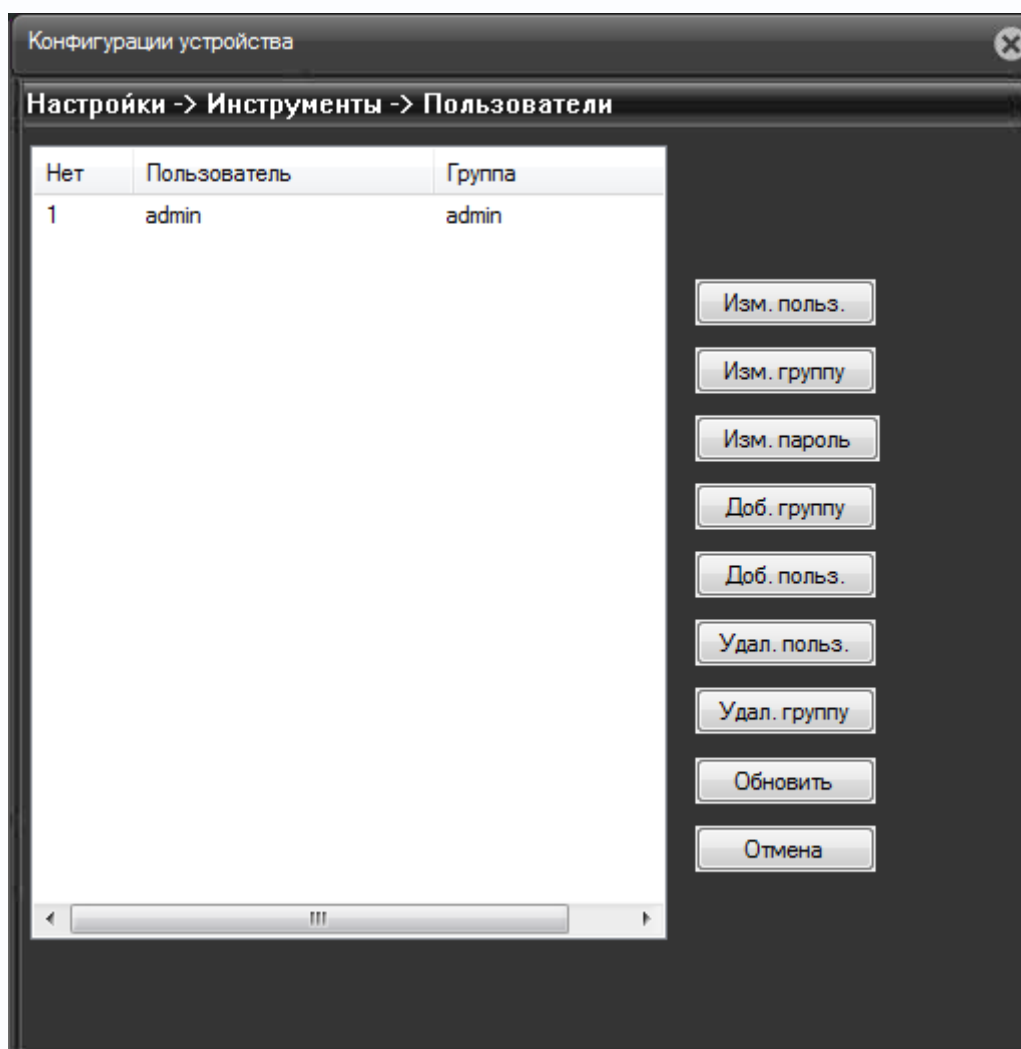 Конфигурации устройства
Настройки -> Инструменты -> Пользователи
Нет Пользователь Группа
1 admin admin
Изм. польз.
Изм. группу
Изм. пароль
Доб. группу
Доб. польз.
Удал. польз.
Удал. группу
Обновить
Отмена